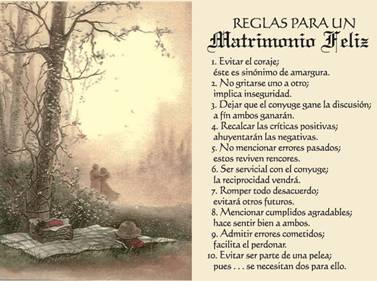 REGLAS PARA UN
Matrimonio Feliz
1. Evitar el coraje;
éste es sinónimo de amargura.
2. No gritarse uno a otro;
implica inseguridad.
3. Dejar que el conyuge gane la discusión;
a fín ambos ganarán.
4. Recalcar las críticas positivas;
ahuyentarán las negativas.
5. No mencionar errores pasados;
estos reviven rencores.
6. Ser servicial con el conyuge;
la reciprocidad vendrá.
7. Romper todo desacuerdo;
evitará otros futuros.
8. Mencionar cumplidos agradables;
hace sentir bien a ambos.
9. Admitir errores cometidos;
facilita el perdonar.
10. Evitar ser parte de una pelea;
pues . . . se necesitan dos para ello.